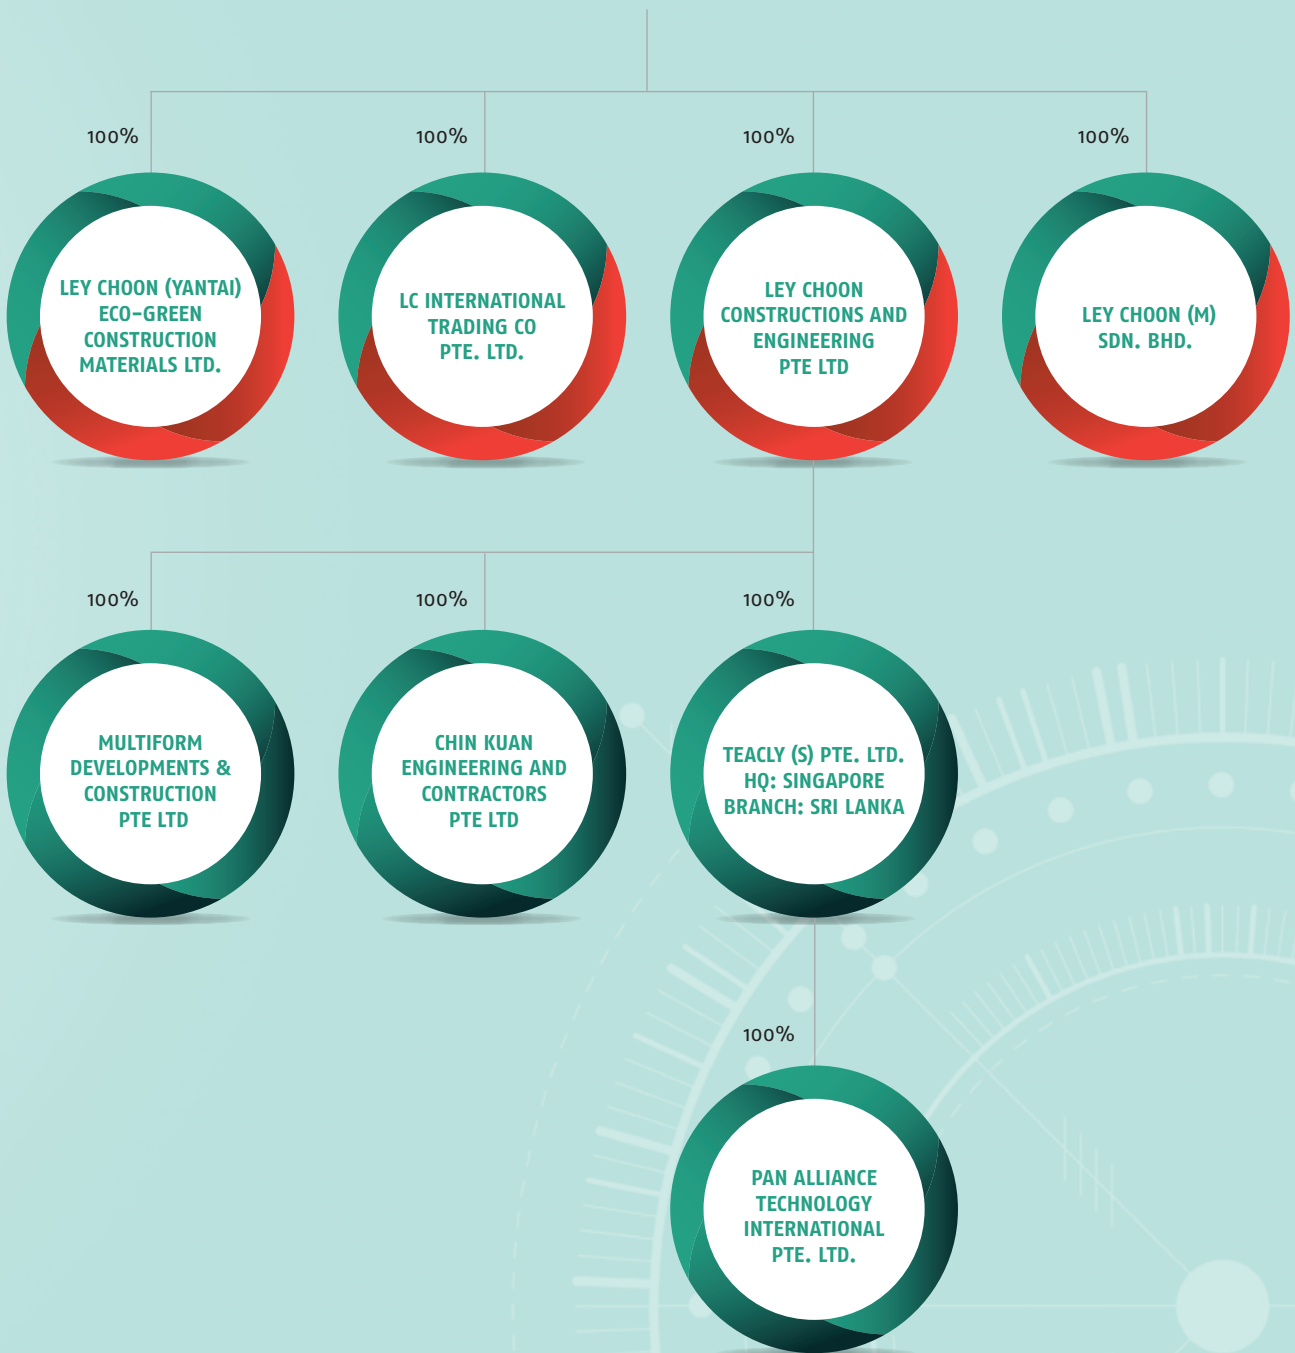 100%
100%
100%
100%
LEY CHOON (YANTAI)
ECO-GREEN
CONSTRUCTION
MATERIALS LTD.
LC INTERNATIONAL
TRADING CO
PTE. LTD.
LEY CHOON
CONSTRUCTIONS AND
ENGINEERING
PTE LTD
LEY CHOON (M)
SDN. BHD.
100%
100%
100%
MULTIFORM
DEVELOPMENTS &
CONSTRUCTION
PTE LTD
CHIN KUAN
ENGINEERING AND
CONTRACTORS
PTE LTD
TEACLY (S) PTE. LTD.
HQ: SINGAPORE
BRANCH: SRI LANKA
100%
PAN ALLIANCE
TECHNOLOGY
INTERNATIONAL
PTE. LTD.